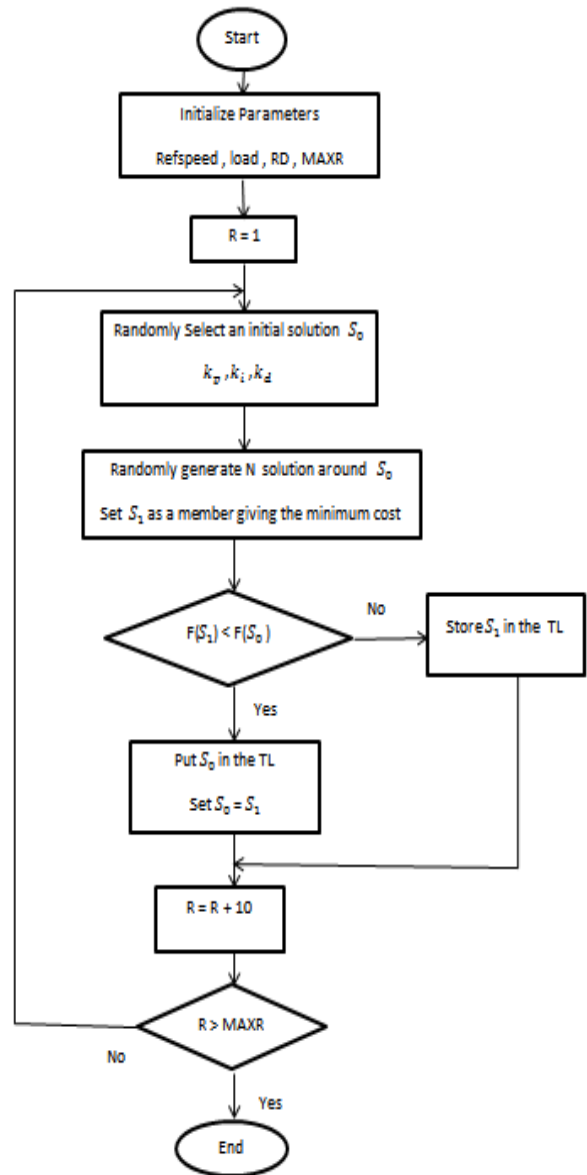 Start
Initialize Parameters
Refspeed , load , RD , MAXR
R = 1
Randomly Select an initial solution S₀
kₚ ,kᵢ ,k_d
Randomly generate N solution around S₀
Set S₁ as a member giving the minimum cost
F(S₁) < F(S₀ )
No
Store S₁ in the TL
Yes
Put S₀ in the TL
Set S₀ = S₁
R = R + 10
R > MAXR
No
Yes
End